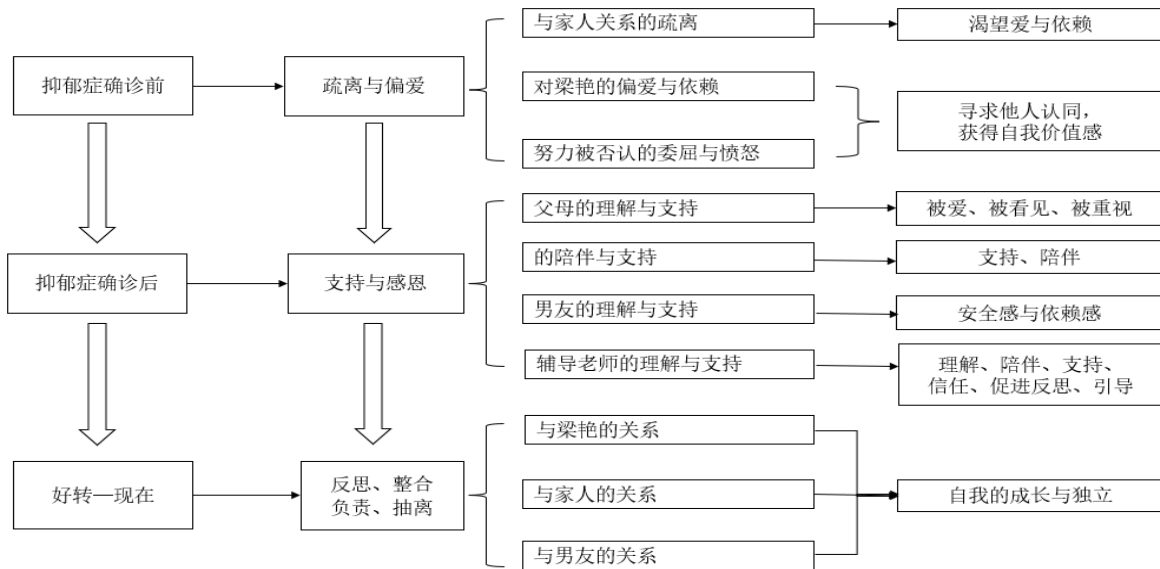 抑郁症确诊前
疏离与偏爱
与家人关系的疏离
渴望爱与依赖
对梁艳的偏爱与依赖
努力被否认的委屈与愤怒
寻求他人认同，
获得自我价值感
抑郁症确诊后
支持与感恩
父母的理解与支持
被爱、被看见、被重视
的陪伴与支持
支持、陪伴
男友的理解与支持
安全感与依赖感
辅导老师的理解与支持
理解、陪伴、支持、
信任、促进反思、引导
好转—现在
反思、整合
负责、抽离
与梁艳的关系
与家人的关系
与男友的关系
自我的成长与独立